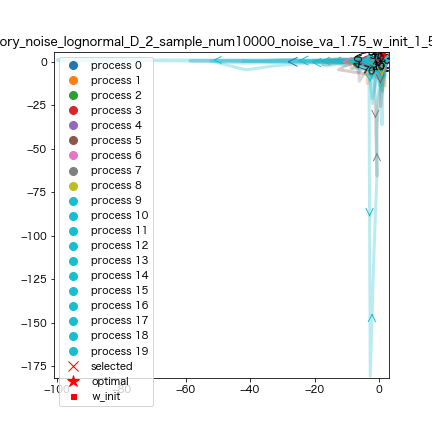 ory_noise_lognormal_D_2_sample_num10000_noise_va_1.75_w_init_1_5
0
−25
−50
−75
−100
−125
−150
−175
process 0
process 1
process 2
process 3
process 4
process 5
process 6
process 7
process 8
process 9
process 10
process 11
process 12
process 13
process 14
process 15
process 16
process 17
process 18
process 19
selected
optimal
w_init
−100 −80 −60 −40 −20 0